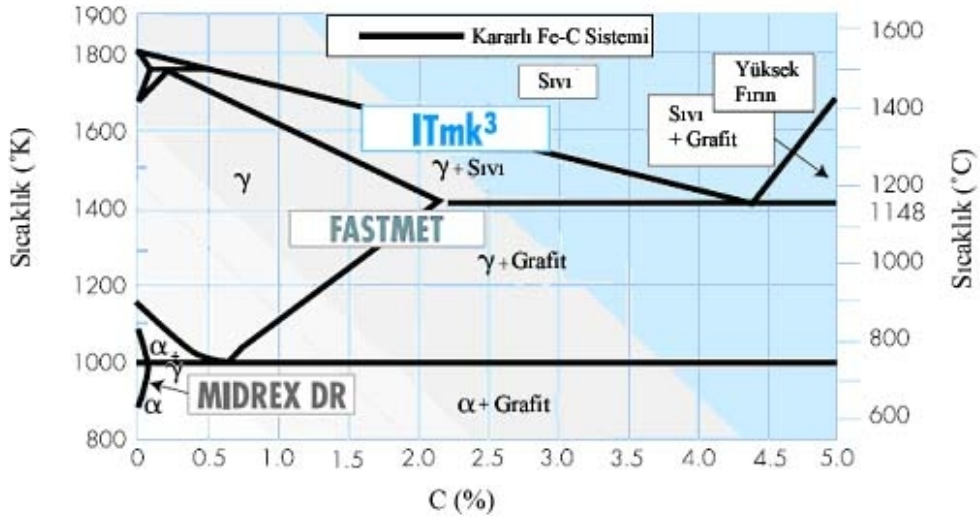 1900
1800
1600
1400
1200
1000
800
Sıcaklık (°K)
Kararlı Fe-C Sistemi
Sıvı
Yüksek
Fırın
Sıvı
+ Grafit
ITmk³
γ
γ + Sıvı
FASTMET
γ + Grafit
α +
γ
α
MIDREX DR
α + Grafit
1600
1400
1200
1148
1000
800
600
Sıcaklık (°C)
0 0.5 1.0 1.5 2.0 2.5 3.0 3.5 4.0 4.5 5.0
C (%)